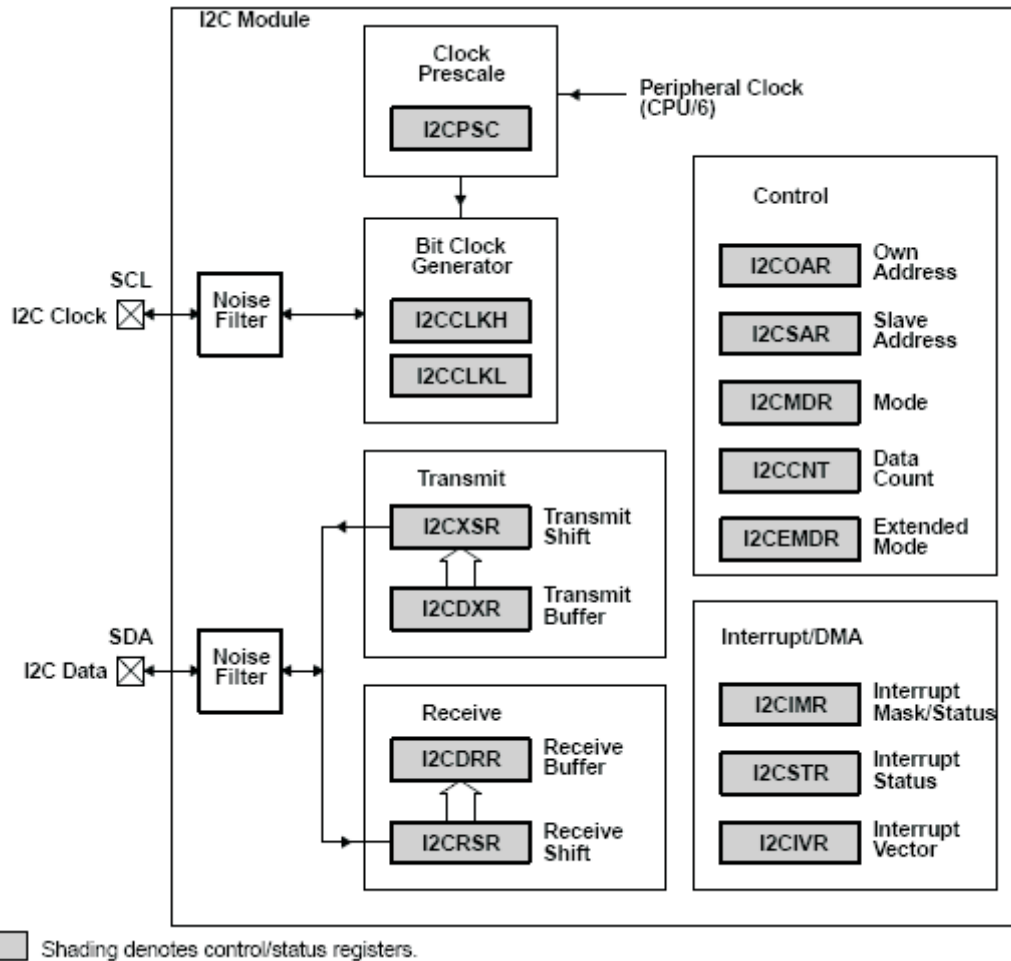 I2C Module
Clock
Prescale
I2CPSC
Peripheral Clock
(CPU/6)
Bit Clock
Generator
I2CCLKH
I2CCLKL
SCL
I2C Clock
Noise
Filter
Transmit
I2CXSR
Transmit
Shift
I2CDXR
Transmit
Buffer
SDA
I2C Data
Noise
Filter
Receive
I2CDRR
Receive
Buffer
I2CRSR
Receive
Shift
Control
I2COAR
Own
Address
I2CSAR
Slave
Address
I2CMDR
Mode
I2CCNT
Data
Count
I2CEMDR
Extended
Mode
Interrupt/DMA
I2CIMR
Interrupt
Mask/Status
I2CSTR
Interrupt
Status
I2CIVR
Interrupt
Vector
Shading denotes control/status registers.